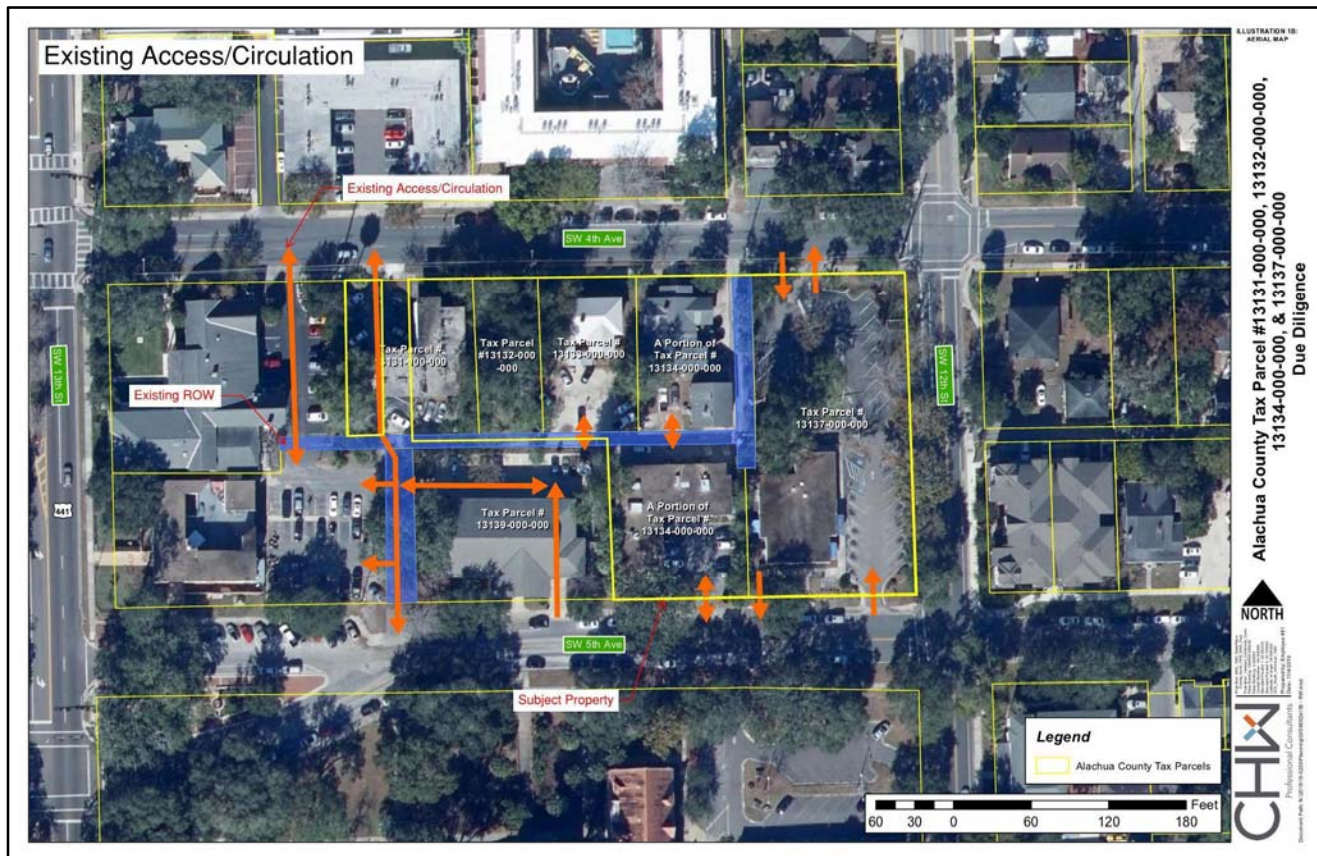 Existing Access/Circulation
Existing Access/Circulation
SW 4th Ave
SW 13th St
SW 12th St
Tax Parcel #
13131-100-000
Tax Parcel
#13132-000
-000
Tax Parcel #
13133-000-000
A Portion of
Tax Parcel #
13134-000-000
Existing ROW
Tax Parcel #
13137-000-000
441
Tax Parcel #
13139-000-000
A Portion of
Tax Parcel #
13134-000-000
SW 5th Ave
Subject Property
Legend
Alachua County Tax Parcels
60 30 0 60 120 180 Feet
ILLUSTRATION 1B:
AERIAL MAP
Alachua County Tax Parcel #13131-000-000, 13132-000-000,
13134-000-000, & 13137-000-000
Due Diligence
NORTH
CHW
Professional Consultants